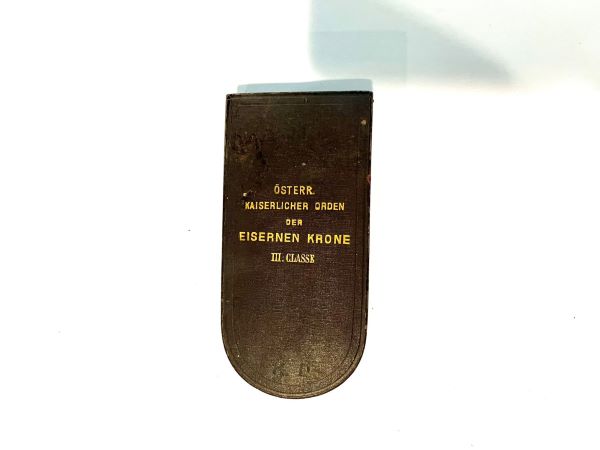 ÖSTERR.
KAISERLICHER ORDEN
DER
EISERNEN KRONE
III. CLASSE